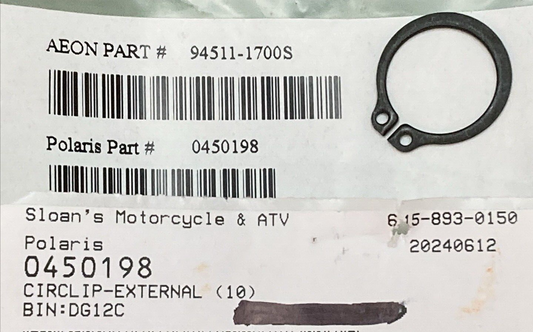 AEON PART # 94511-1700S
Polaris Part # 0450198
Sloan's Motorcycle & ATV 615-893-0150
Polaris 20240612
0450198
CIRCLIP-EXTERNAL (10)
BIN:DG12C